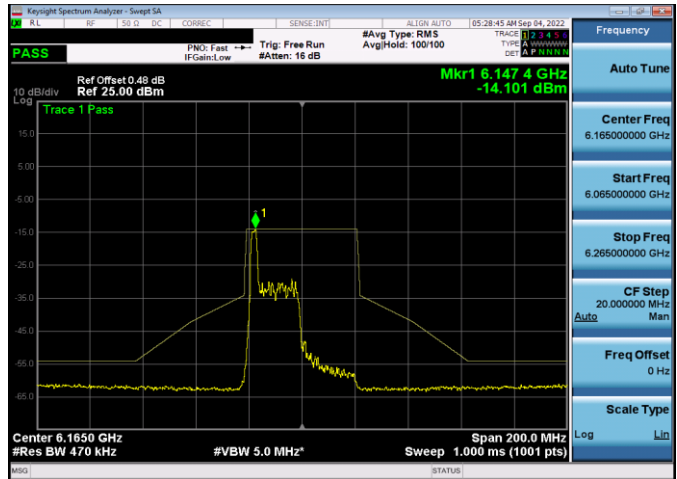 Keysight Spectrum Analyzer - Swept SA
RL RF 50 Ω DC CORREC SENSE:INT ALIGN AUTO 05:28:45 AM Sep 04, 2022
PASS
PNO: Fast
IFGain:Low
Trig: Free Run
#Atten: 16 dB
#Avg Type: RMS
Avg|Hold: 100/100
TRACE 1 2 3 4 5 6
TYPE A WWWWW
DET A P N N N N
Frequency
Ref Offset 0.48 dB
10 dB/div Ref 25.00 dBm
Log
Mkr1 6.147 4 GHz
-14.101 dBm
Trace 1 Pass
15.0
5.00
-5.00
-15.0
-25.0
-35.0
-45.0
-55.0
-65.0
1
Center 6.1650 GHz Span 200.0 MHz
#Res BW 470 kHz #VBW 5.0 MHz* Sweep 1.000 ms (1001 pts)
MSG STATUS
Auto Tune
Center Freq
6.165000000 GHz
Start Freq
6.065000000 GHz
Stop Freq
6.265000000 GHz
CF Step
20.000000 MHz
Auto Man
Freq Offset
0 Hz
Scale Type
Log Lin